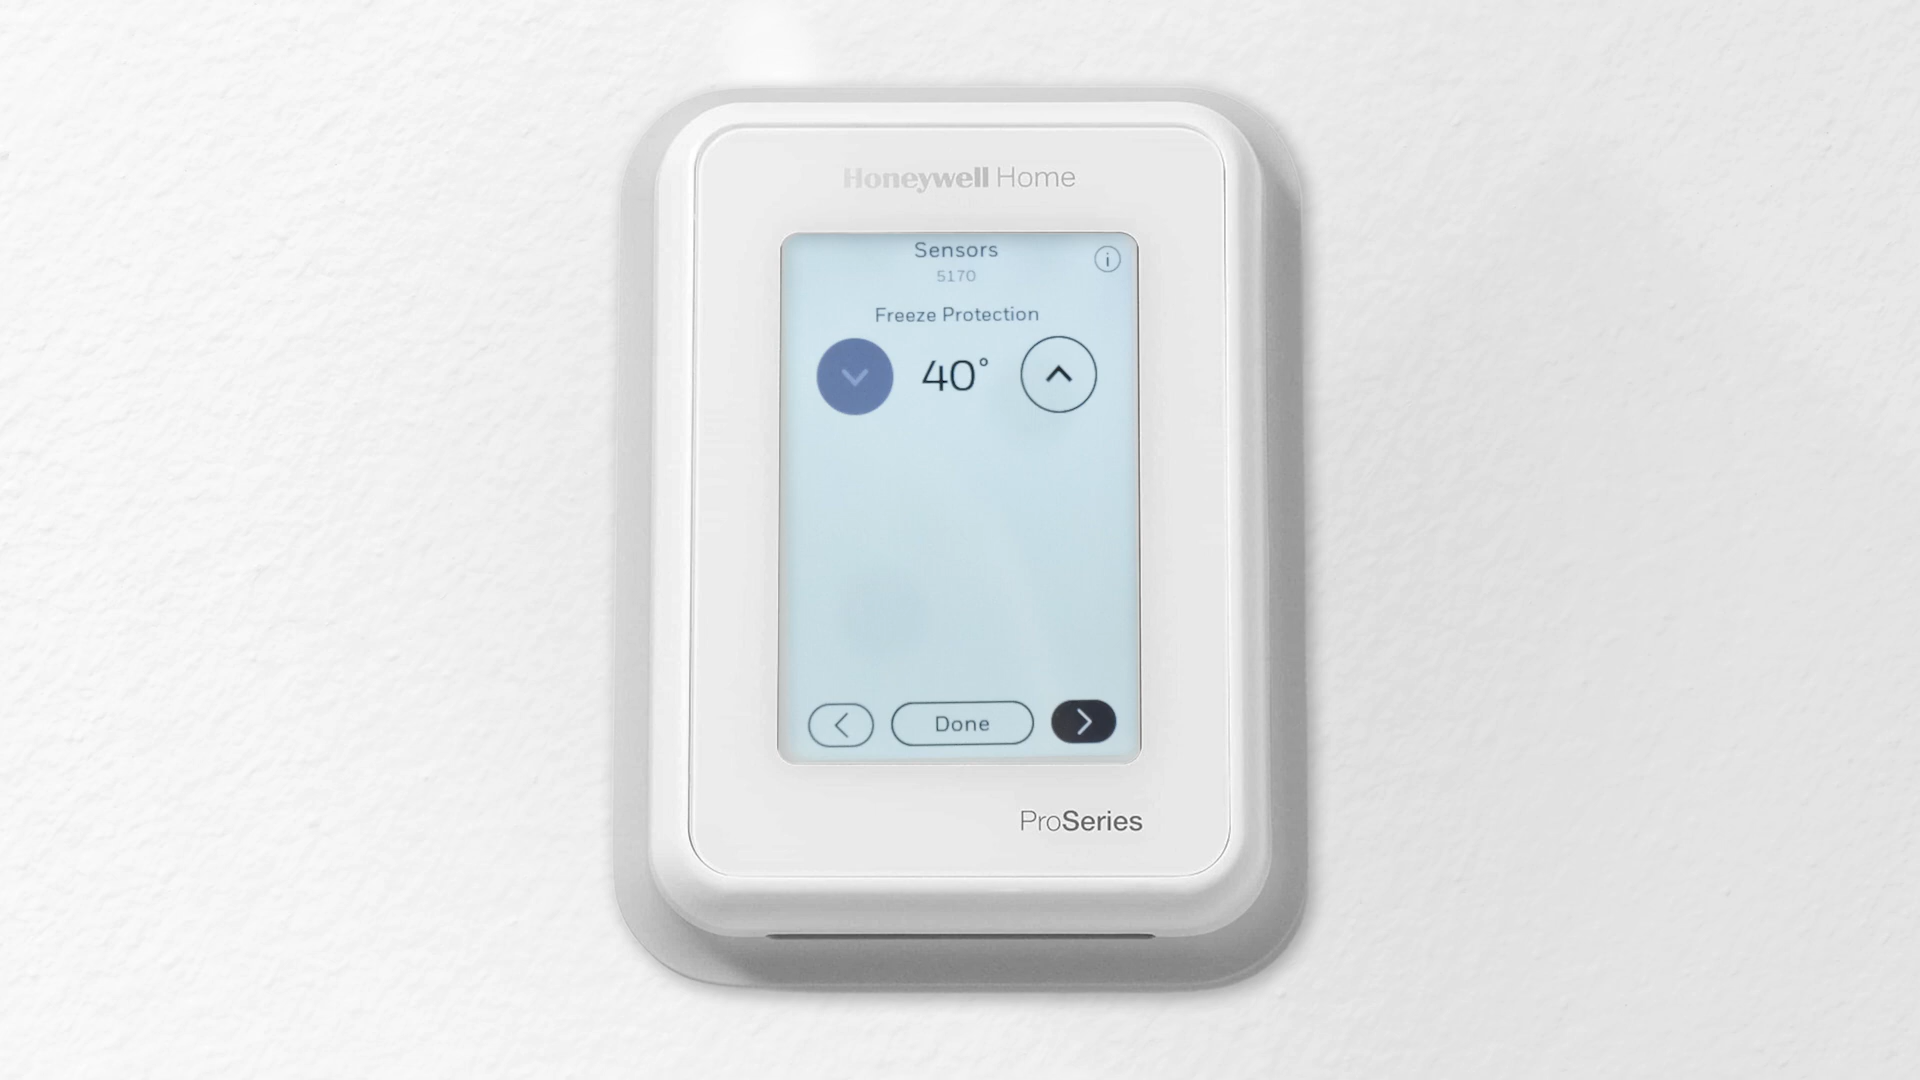 Honeywell Home
Sensors
5170
Freeze Protection
40°
Done
ProSeries